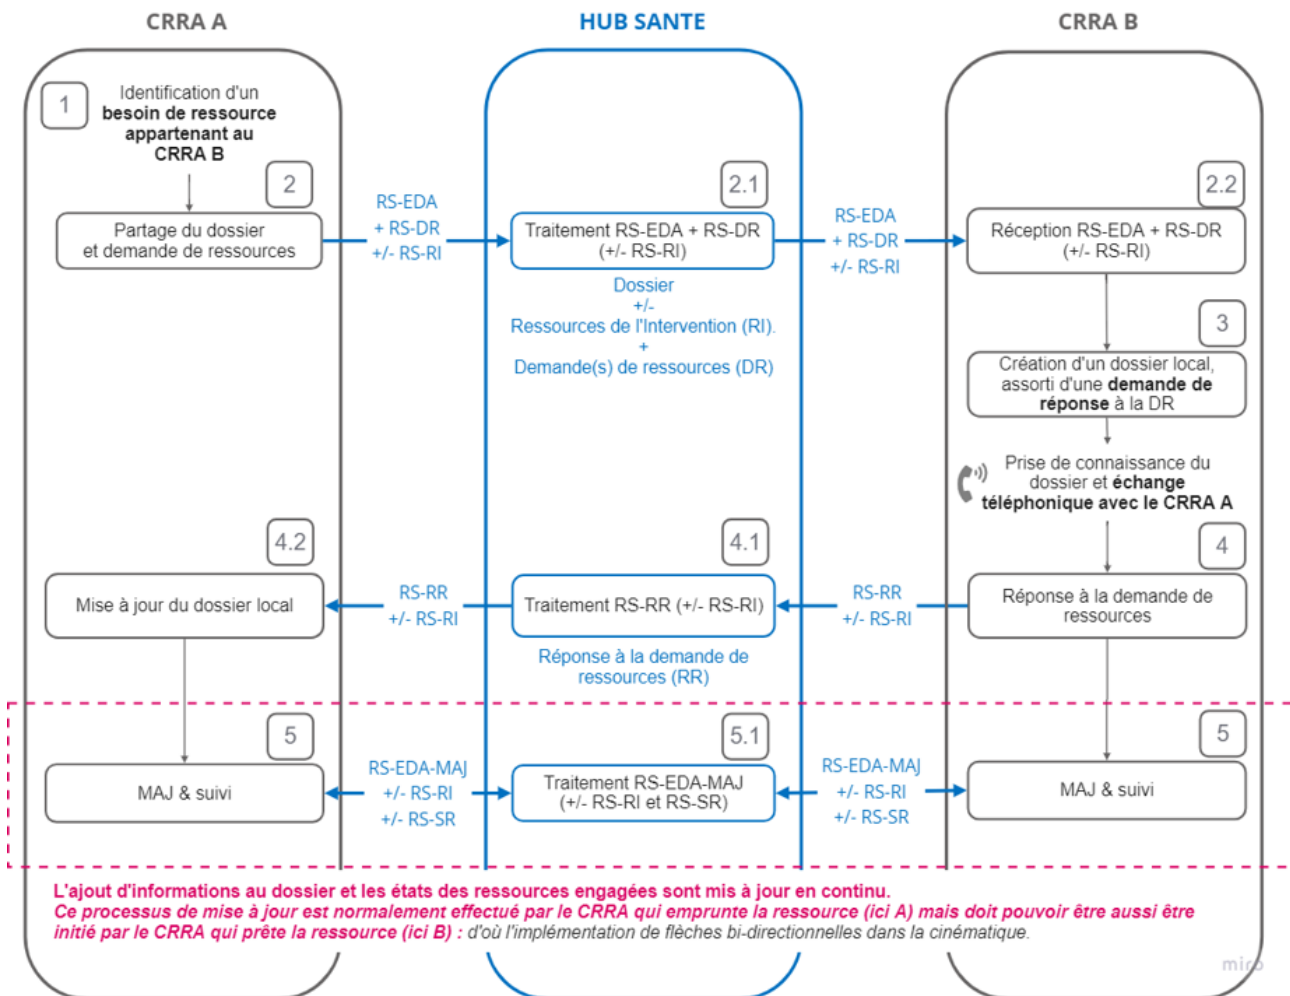 CRRA A
HUB SANTE
CRRA B
1
Identification d'un
besoin de ressource
appartenant au
CRRA B
2
Partage du dossier
et demande de ressources
RS-EDA
+ RS-DR
+/- RS-RI
2.1
Traitement RS-EDA + RS-DR
(+/- RS-RI)
Dossier
+/-
Ressources de l'Intervention (RI).
+
Demande(s) de ressources (DR)
RS-EDA
+ RS-DR
+/- RS-RI
2.2
Réception RS-EDA + RS-DR
(+/- RS-RI)
3
Création d'un dossier local,
assorti d'une demande de
réponse à la DR
Prise de connaissance du
dossier et échange
téléphonique avec le CRRA A
4
Réponse à la demande de
ressources
RS-RR
+/- RS-RI
4.1
Traitement RS-RR (+/- RS-RI)
Réponse à la demande de
ressources (RR)
RS-RR
+/- RS-RI
4.2
Mise à jour du dossier local
5
MAJ & suivi
RS-EDA-MAJ
+/- RS-RI
+/- RS-SR
5.1
Traitement RS-EDA-MAJ
(+/- RS-RI et RS-SR)
RS-EDA-MAJ
+/- RS-RI
+/- RS-SR
5
MAJ & suivi
L'ajout d'informations au dossier et les états des ressources engagées sont mis à jour en continu.
Ce processus de mise à jour est normalement effectué par le CRRA qui emprunte la ressource (ici A) mais doit pouvoir être aussi être
initié par le CRRA qui prête la ressource (ici B) : d'où l'implémentation de flèches bi-directionnelles dans la cinématique.
miro